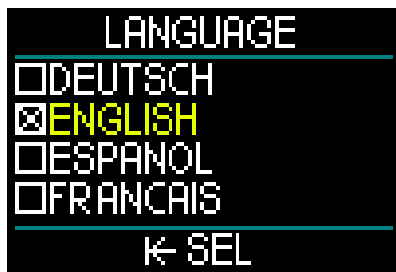 LANGUAGE
DEUTSCH
ENGLISH
ESPANOL
FRANCAIS
SEL